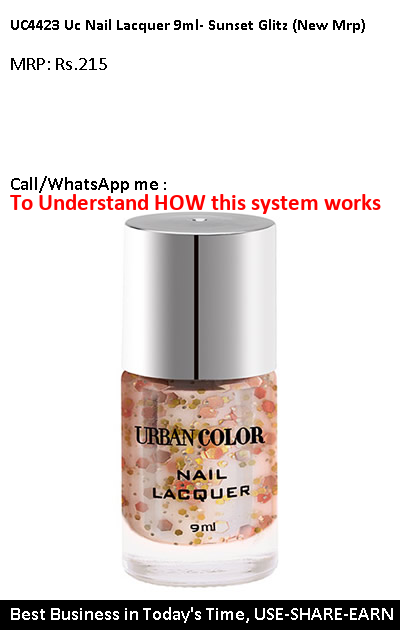 UC4423 Uc Nail Lacquer 9ml- Sunset Glitz (New Mrp)
MRP: Rs.215
Call/WhatsApp me :
To Understand HOW this system works
URBAN COLOR
NAIL
LACQUER
9ml
Best Business in Today's Time, USE-SHARE-EARN